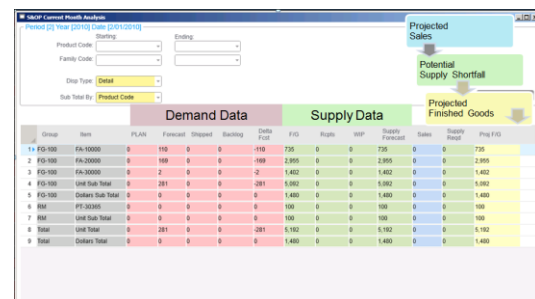 S&OP Current Month Analysis
Period [2] Year [2010] Date [2/01/2010]
Starting: Ending:
Product Code:
Family Code:
Disp Type: Detail
Sub Total By: Product Code
Projected
Sales
Potential
Supply Shortfall
Projected
Finished Goods
Demand Data Supply Data
Group Item PLAN Forecast Shipped Backlog Delta Fcst F/G Rcpts WIP Supply Forecast Sales Supply Reqd Proj F/G
1 FG-100 FA-10000 0 110 0 0 -110 735 0 0 735 0 0 735
2 FG-100 FA-20000 0 169 0 0 -169 2,955 0 0 2,955 0 0 2,955
3 FG-100 FA-30000 0 2 0 0 -2 1,402 0 0 1,402 0 0 1,402
4 FG-100 Unit Sub Total 0 281 0 0 -281 5,092 0 0 5,092 0 0 5,092
5 FG-100 Dollars Sub Total 0 0 0 0 0 1,480 0 0 1,480 0 0 1,480
6 RM PT-30365 0 0 0 0 0 100 0 0 100 0 0 100
7 RM Unit Sub Total 0 0 0 0 0 100 0 0 100 0 0 100
8 Total Unit Total 0 281 0 0 -281 5,192 0 0 5,192 0 0 5,192
9 Total Dollars Total 0 0 0 0 0 1,480 0 0 1,480 0 0 1,480